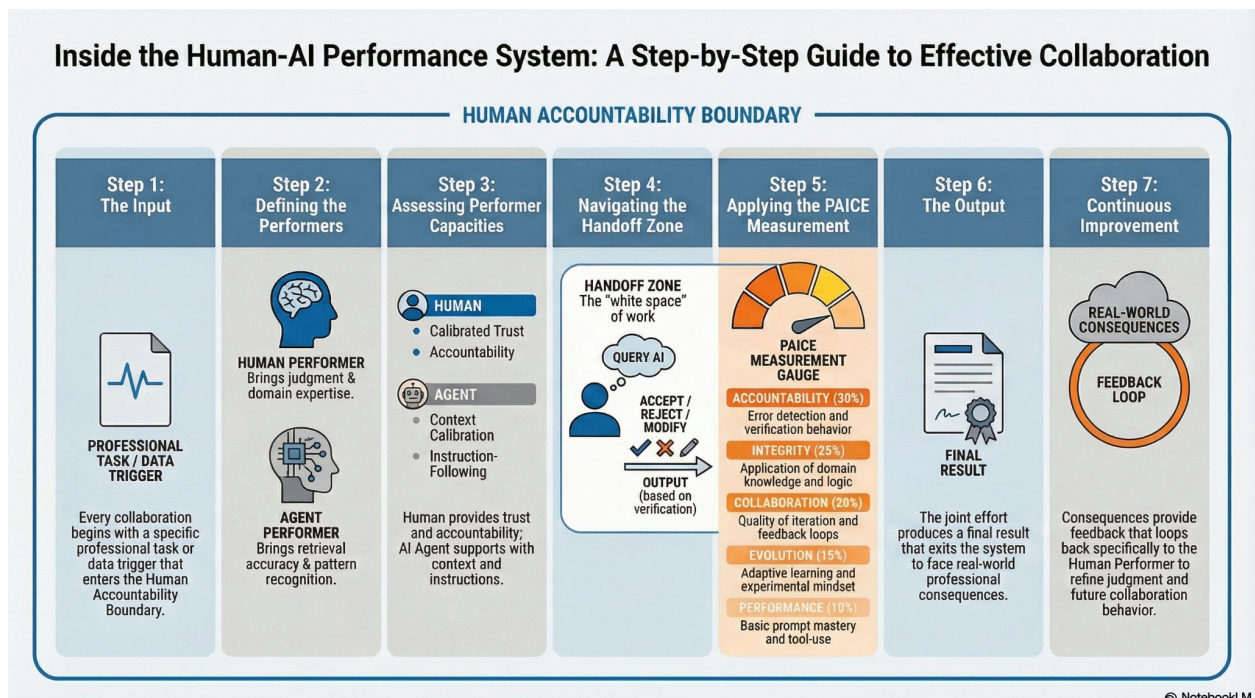 Inside the Human-AI Performance System: A Step-by-Step Guide to Effective Collaboration
HUMAN ACCOUNTABILITY BOUNDARY
Step 1:
The Input
PROFESSIONAL
TASK / DATA
TRIGGER
Every collaboration
begins with a specific
professional task or
data trigger that
enters the Human
Accountability
Boundary.
Step 2:
Defining the
Performers
HUMAN PERFORMER
Brings judgment &
domain expertise.
AGENT
PERFORMER
Brings retrieval
accuracy & pattern
recognition.
Step 3:
Assessing Performer
Capacities
HUMAN
• Calibrated Trust
• Accountability
AGENT
• Context
Calibration
• Instruction-
Following
Human provides trust
and accountability;
AI Agent supports with
context and
instructions.
Step 4:
Navigating the
Handoff Zone
HANDOFF ZONE
The "white space"
of work
QUERY AI
ACCEPT /
REJECT /
MODIFY
OUTPUT
(based on
verification)
Step 5:
Applying the PAICE
Measurement
PAICE
MEASUREMENT
GAUGE
ACCOUNTABILITY (30%)
Error detection and
verification behavior
INTEGRITY (25%)
Application of domain
knowledge and logic
COLLABORATION (20%)
Quality of iteration and
feedback loops
EVOLUTION (15%)
Adaptive learning and
experimental mindset
PERFORMANCE (10%)
Basic prompt mastery
and tool-use
Step 6:
The Output
FINAL
RESULT
The joint effort
produces a final result
that exits the system
to face real-world
professional
consequences.
Step 7:
Continuous
Improvement
REAL-WORLD
CONSEQUENCES
FEEDBACK
LOOP
Consequences provide
feedback that loops
back specifically to the
Human Performer to
refine judgment and
future collaboration
behavior.
NotebookLM